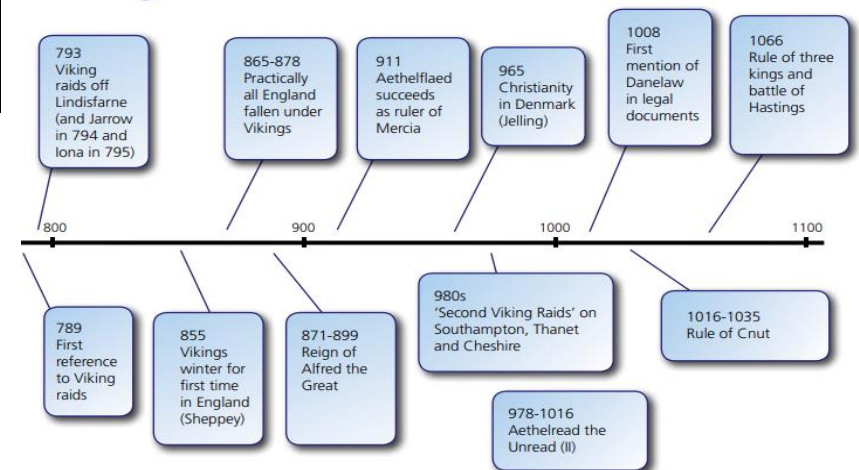 793
Viking
raids off
Lindisfarne
(and Jarrow
in 794 and
Iona in 795)
865-878
Practically
all England
fallen under
Vikings
911
Aethelflaed
succeeds
as ruler of
Mercia
965
Christianity
in Denmark
(Jelling)
1008
First
mention of
Danelaw
in legal
documents
1066
Rule of three
kings and
battle of
Hastings
800
900
1000
1100
789
First
reference
to Viking
raids
855
Vikings
winter for
first time
in England
(Sheppey)
871-899
Reign of
Alfred the
Great
980s
'Second Viking Raids' on
Southampton, Thanet
and Cheshire
978-1016
Aethelread the
Unread (II)
1016-1035
Rule of Cnut